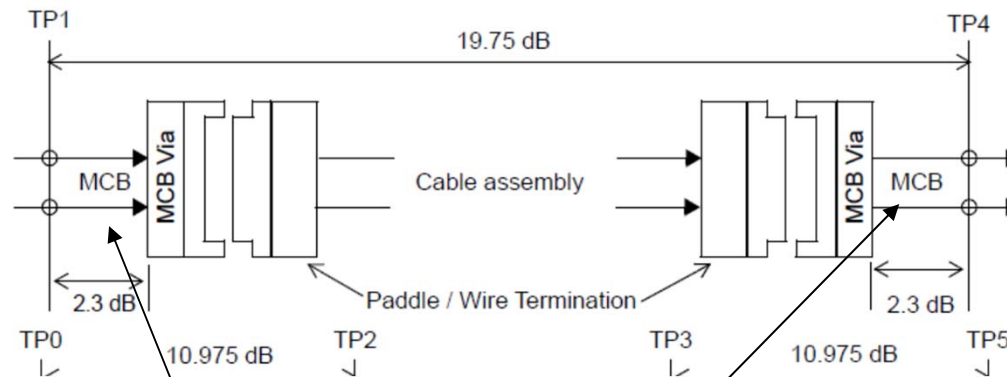 TP1 TP4
19.75 dB
MCB MCB Via Cable assembly MCB Via MCB
2.3 dB Paddle / Wire Termination 2.3 dB
TP0 TP2 TP3 TP5
10.975 dB 10.975 dB